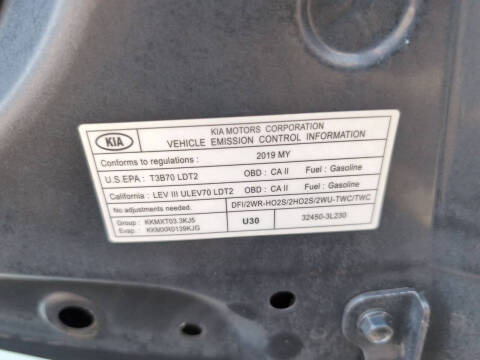 KIA
KIA MOTORS CORPORATION
VEHICLE EMISSION CONTROL INFORMATION
Conforms to regulations : 2019 MY
U.S.EPA : T3B70 LDT2 OBD : CA II Fuel : Gasoline
California : LEV III ULEV70 LDT2 OBD : CA II Fuel : Gasoline
No adjustments needed. DFI/2WR-HO2S/2HO2S/2WU-TWC/TWC
Group : KKMXT03.3KJ5
Evap : KKMXR0139KJG U30 32450-3L230